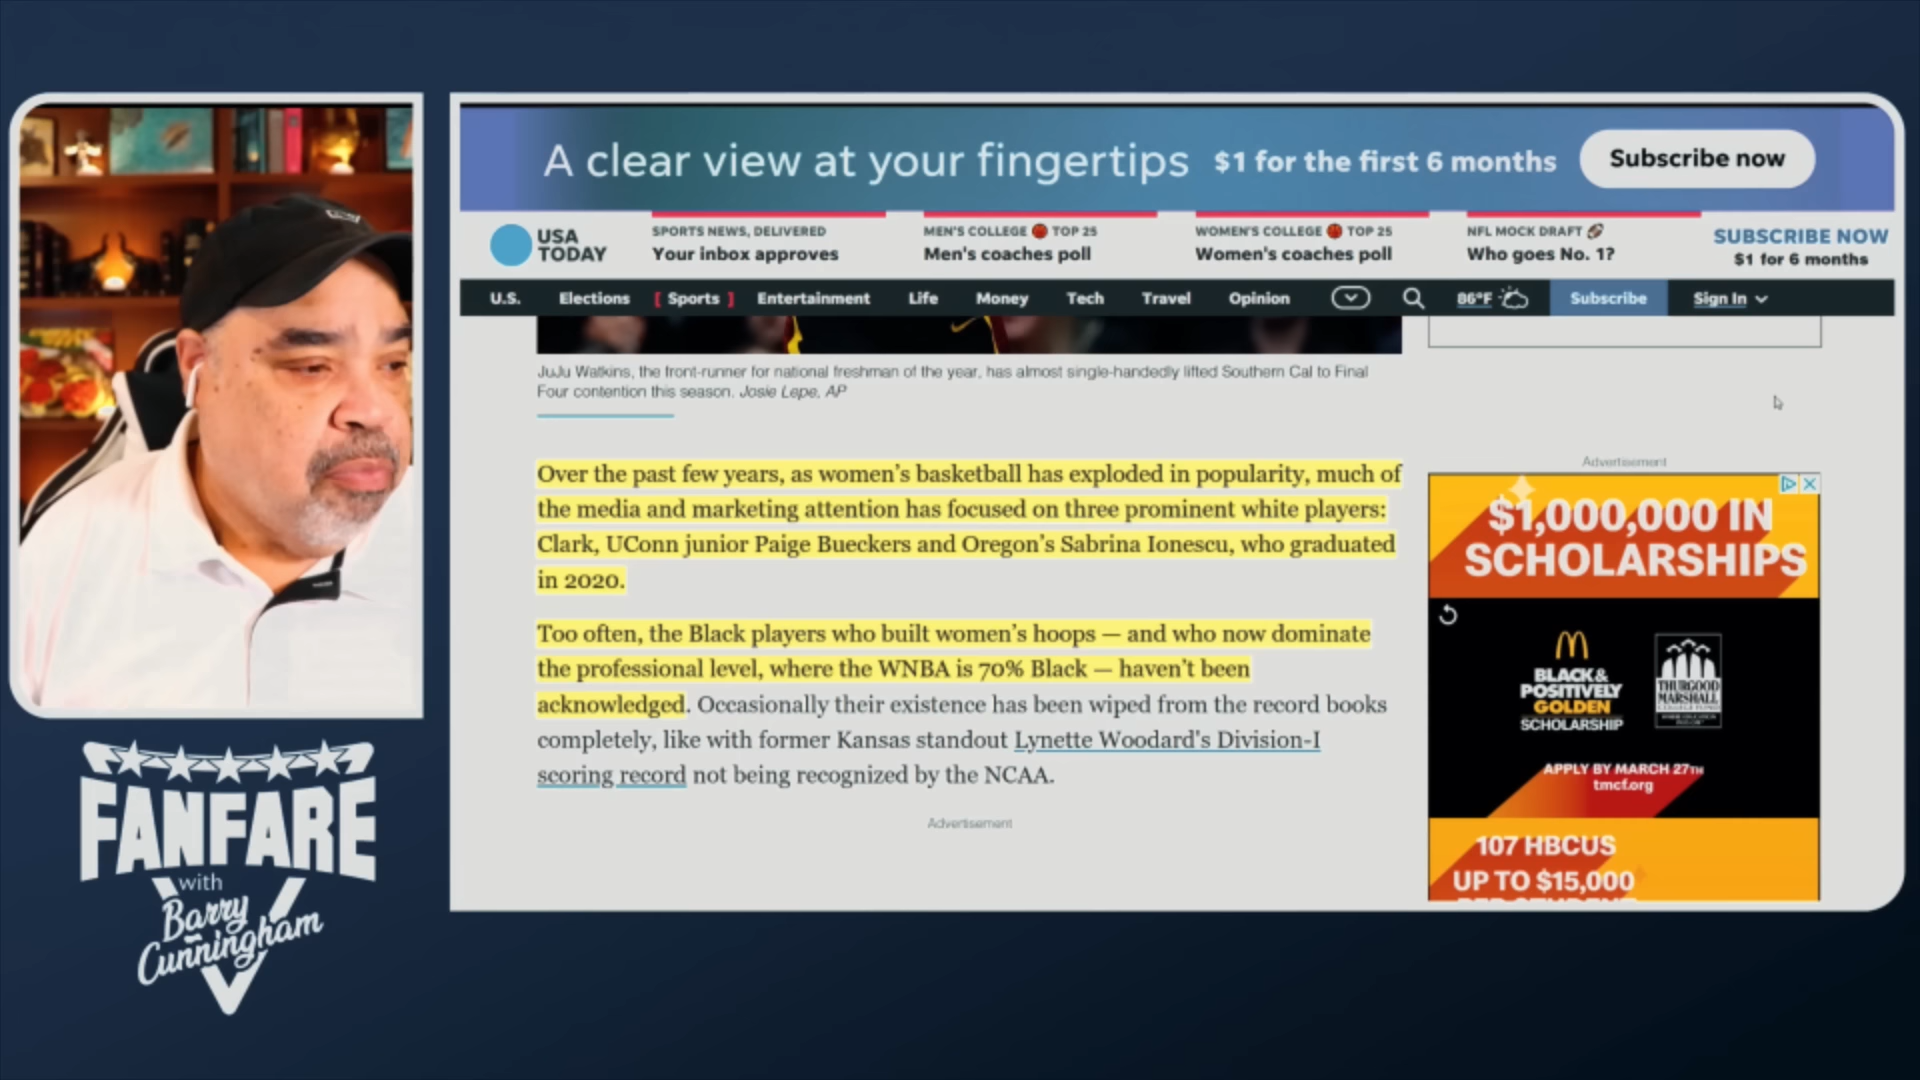 A clear view at your fingertips $1 for the first 6 months Subscribe now
USA
TODAY
SPORTS NEWS, DELIVERED
Your inbox approves
MEN'S COLLEGE TOP 25
Men's coaches poll
WOMEN'S COLLEGE TOP 25
Women's coaches poll
NFL MOCK DRAFT
Who goes No. 1?
SUBSCRIBE NOW
$1 for 6 months
U.S. Elections [ Sports ] Entertainment Life Money Tech Travel Opinion 86°F Subscribe Sign In
JuJu Watkins, the front-runner for national freshman of the year, has almost single-handedly lifted Southern Cal to Final
Four contention this season. Josie Lepe, AP
Over the past few years, as women's basketball has exploded in popularity, much of
the media and marketing attention has focused on three prominent white players:
Clark, UConn junior Paige Bueckers and Oregon's Sabrina Ionescu, who graduated
in 2020.
Too often, the Black players who built women's hoops — and who now dominate
the professional level, where the WNBA is 70% Black — haven't been
acknowledged. Occasionally their existence has been wiped from the record books
completely, like with former Kansas standout Lynette Woodard's Division-I
scoring record not being recognized by the NCAA.
Advertisement
Advertisement
$1,000,000 IN
SCHOLARSHIPS
BLACK &
POSITIVELY
GOLDEN
SCHOLARSHIP
THURGOOD
MARSHALL
COLLEGE FUND
APPLY BY MARCH 27TH
tmcf.org
107 HBCUS
UP TO $15,000
FANFARE
with
Barry
Cunningham